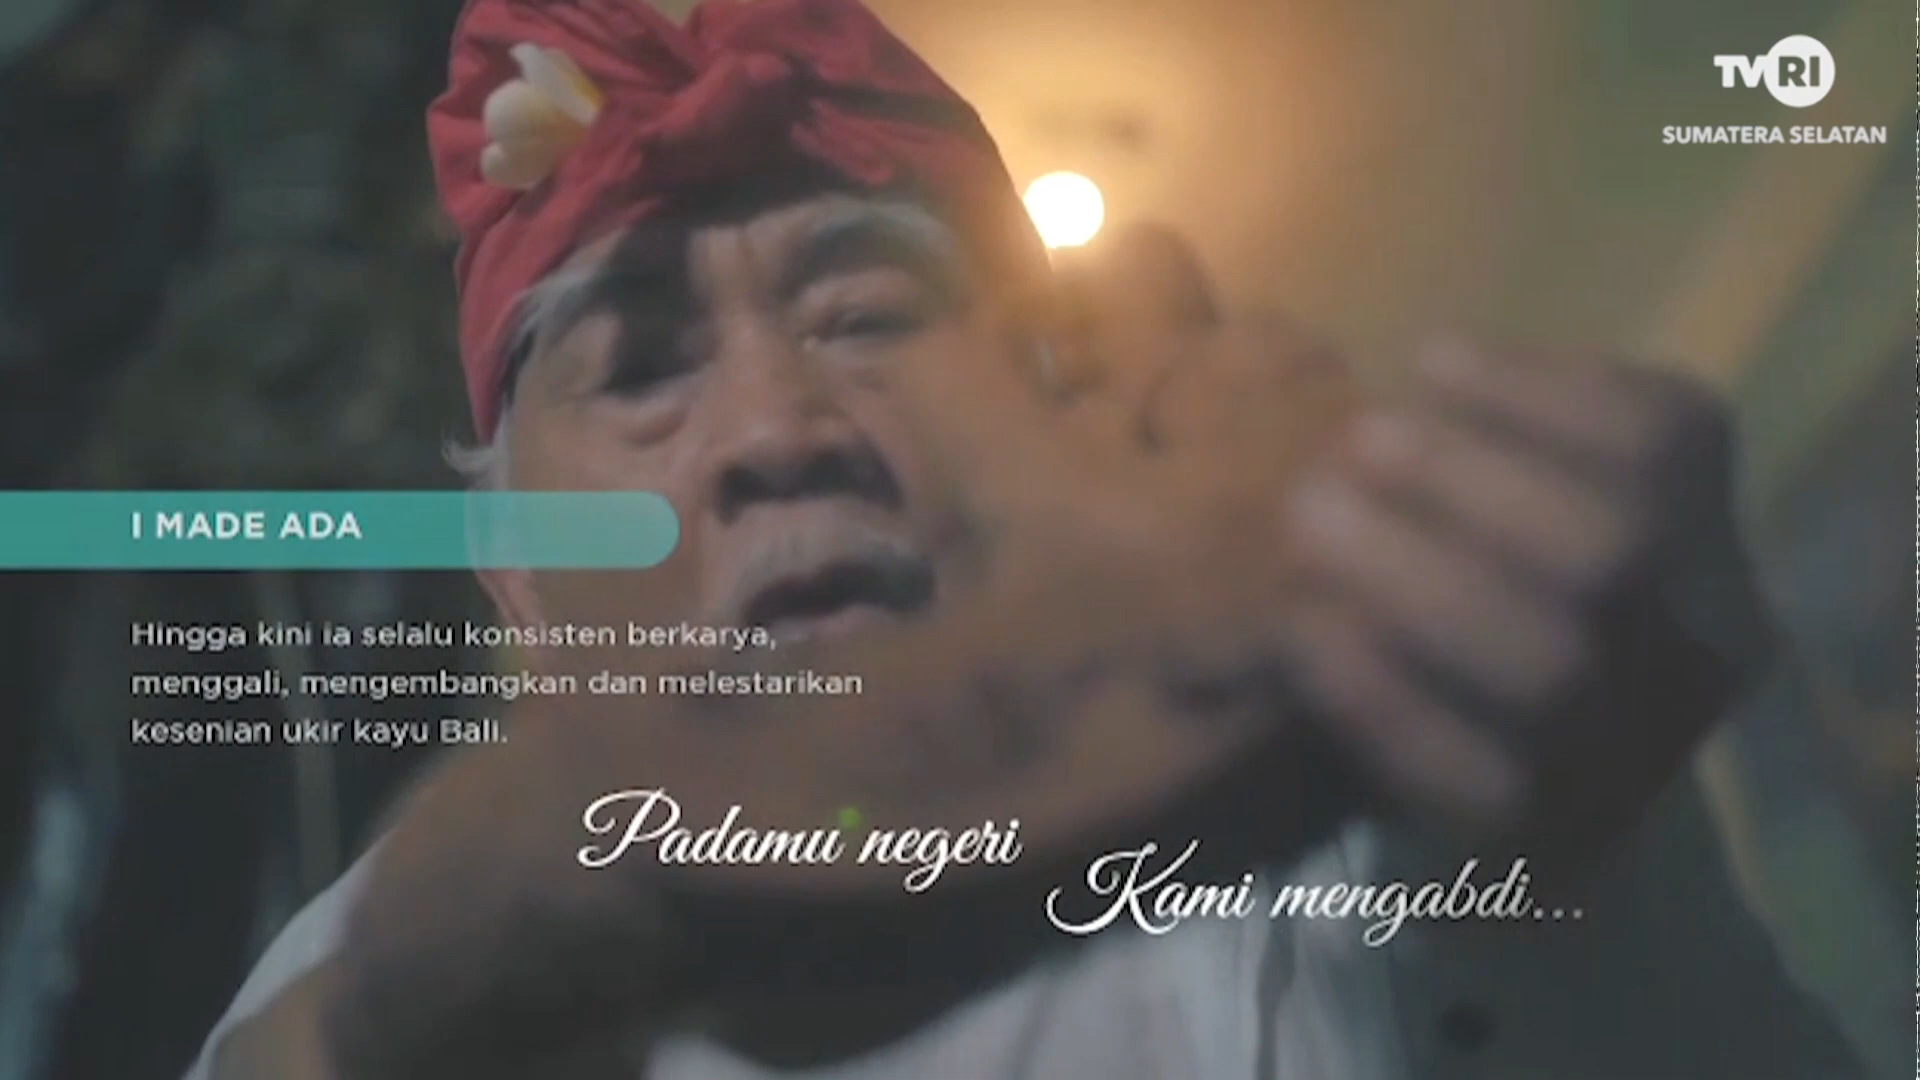 TVRI
SUMATERA SELATAN
I MADE ADA
Hingga kini ia selalu konsisten berkarya,
menggali, mengembangkan dan melestarikan
kesenian ukir kayu Bali.
Padamu negeri
Kami mengabdi...